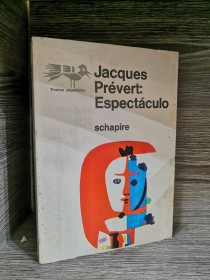 Jacques
Prévert:
Espectáculo
schapire